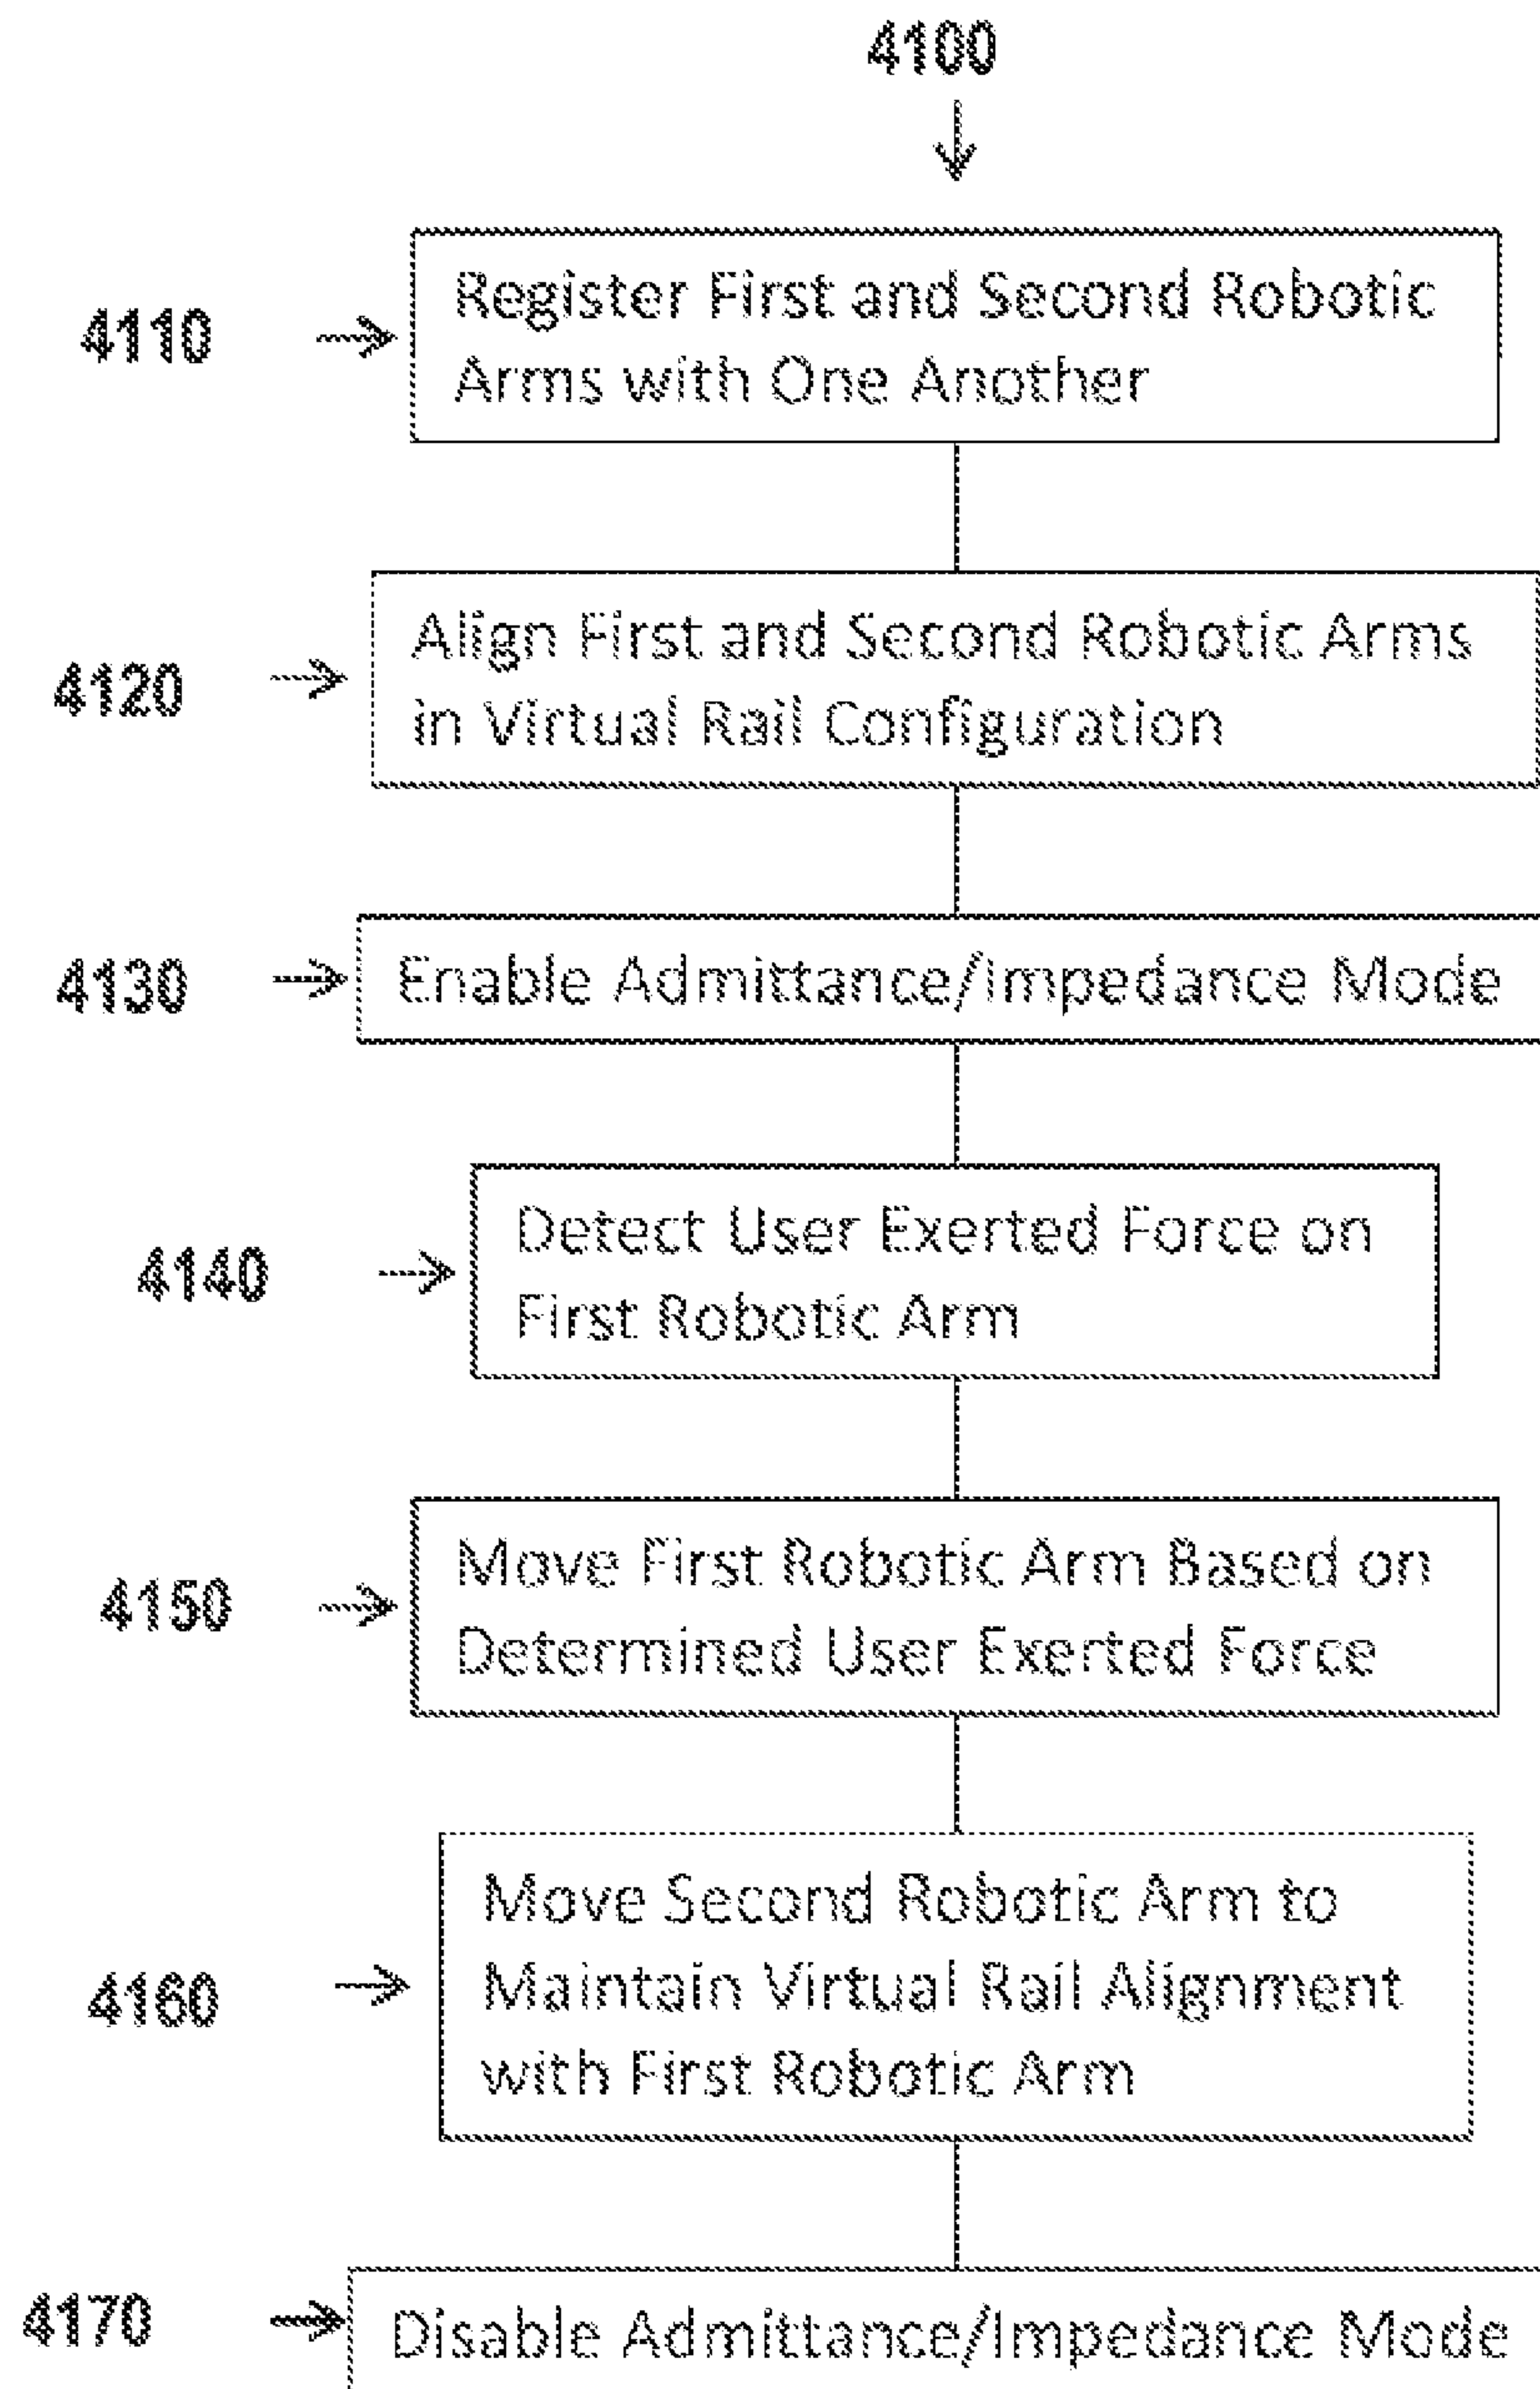 4100
4110
Register First and Second Robotic
Arms with One Another
4120
Align First and Second Robotic Arms
in Virtual Rail Configuration
4130
Enable Admittance/Impedance Mode
4140
Detect User Exerted Force on
First Robotic Arm
4150
Move First Robotic Arm Based on
Determined User Exerted Force
4160
Move Second Robotic Arm to
Maintain Virtual Rail Alignment
with First Robotic Arm
4170
Disable Admittance/Impedance Mode